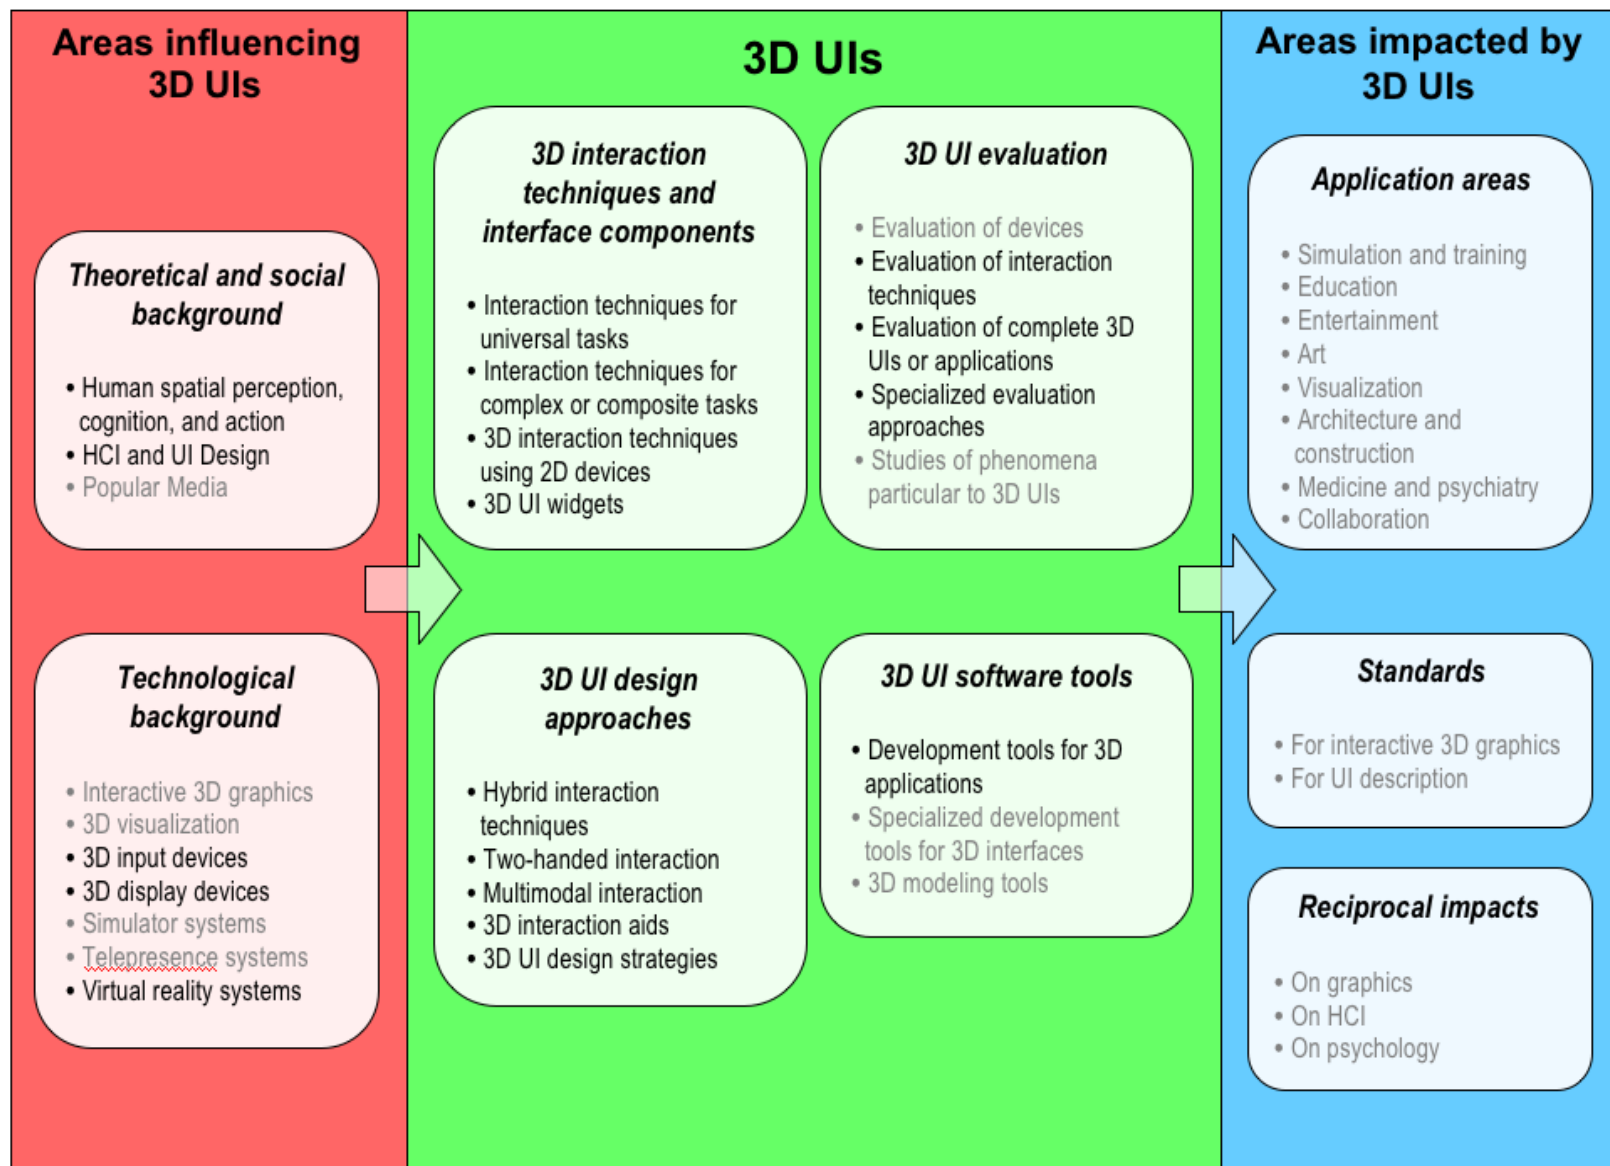 Areas influencing
3D UIs
Theoretical and social
background
• Human spatial perception,
cognition, and action
• HCI and UI Design
• Popular Media
Technological
background
• Interactive 3D graphics
• 3D visualization
• 3D input devices
• 3D display devices
• Simulator systems
• Telepresence systems
• Virtual reality systems
3D UIs
3D interaction
techniques and
interface components
• Interaction techniques for
universal tasks
• Interaction techniques for
complex or composite tasks
• 3D interaction techniques
using 2D devices
• 3D UI widgets
3D UI evaluation
• Evaluation of devices
• Evaluation of interaction
techniques
• Evaluation of complete 3D
UIs or applications
• Specialized evaluation
approaches
• Studies of phenomena
particular to 3D UIs
3D UI design
approaches
• Hybrid interaction
techniques
• Two-handed interaction
• Multimodal interaction
• 3D interaction aids
• 3D UI design strategies
3D UI software tools
• Development tools for 3D
applications
• Specialized development
tools for 3D interfaces
• 3D modeling tools
Areas impacted by
3D UIs
Application areas
• Simulation and training
• Education
• Entertainment
• Art
• Visualization
• Architecture and
construction
• Medicine and psychiatry
• Collaboration
Standards
• For interactive 3D graphics
• For UI description
Reciprocal impacts
• On graphics
• On HCI
• On psychology